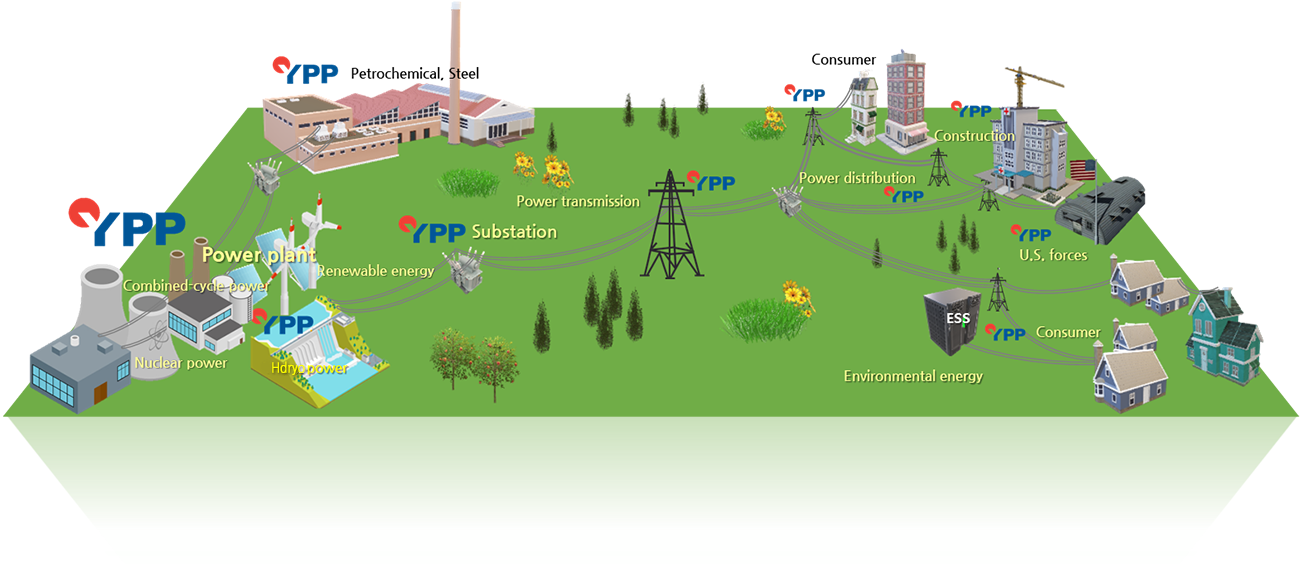 Consumer
YPP
Petrochemical, Steel
YPP
YPP
Construction
Power distribution
YPP
YPP
Power transmission
YPP
YPP
Substation
YPP
U.S. forces
Power plant
Renewable energy
Combined-cycle power
YPP
ESS
YPP
Consumer
Nuclear power
Hdryo power
Environmental energy